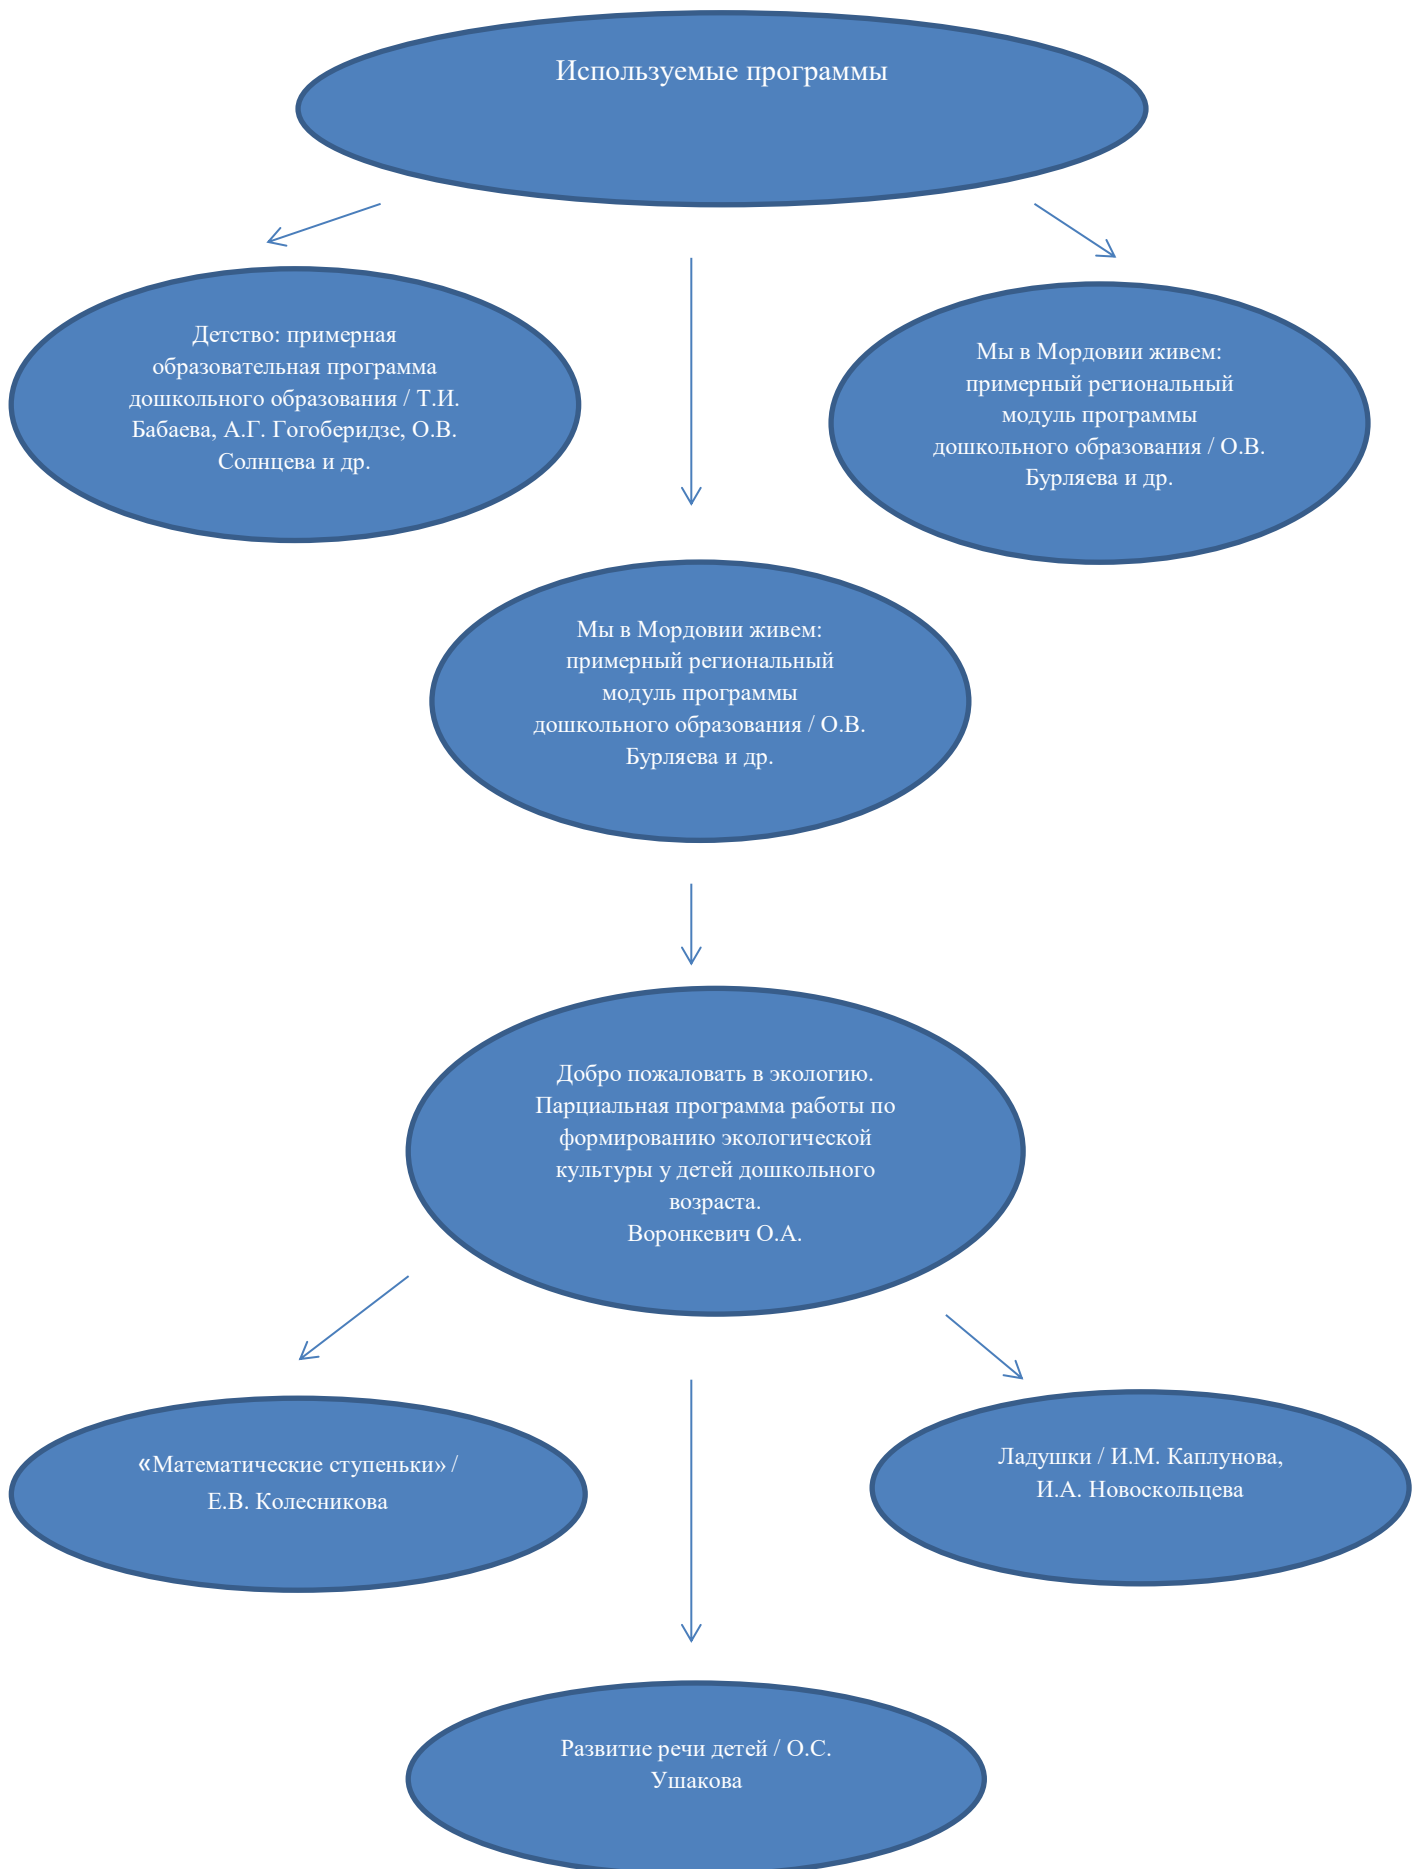 Используемые программы
Детство: примерная
образовательная программа
дошкольного образования / Т.И.
Бабаева, А.Г. Гогоберидзе, О.В.
Солнцева и др.
Мы в Мордовии живем:
примерный региональный
модуль программы
дошкольного образования / О.В.
Бурляева и др.
Мы в Мордовии живем:
примерный региональный
модуль программы
дошкольного образования / О.В.
Бурляева и др.
Добро пожаловать в экологию.
Парциальная программа работы по
формированию экологической
культуры у детей дошкольного
возраста.
Воронкевич О.А.
«Математические ступеньки» /
Е.В. Колесникова
Ладушки / И.М. Каплунова,
И.А. Новоскольцева
Развитие речи детей / О.С.
Ушакова